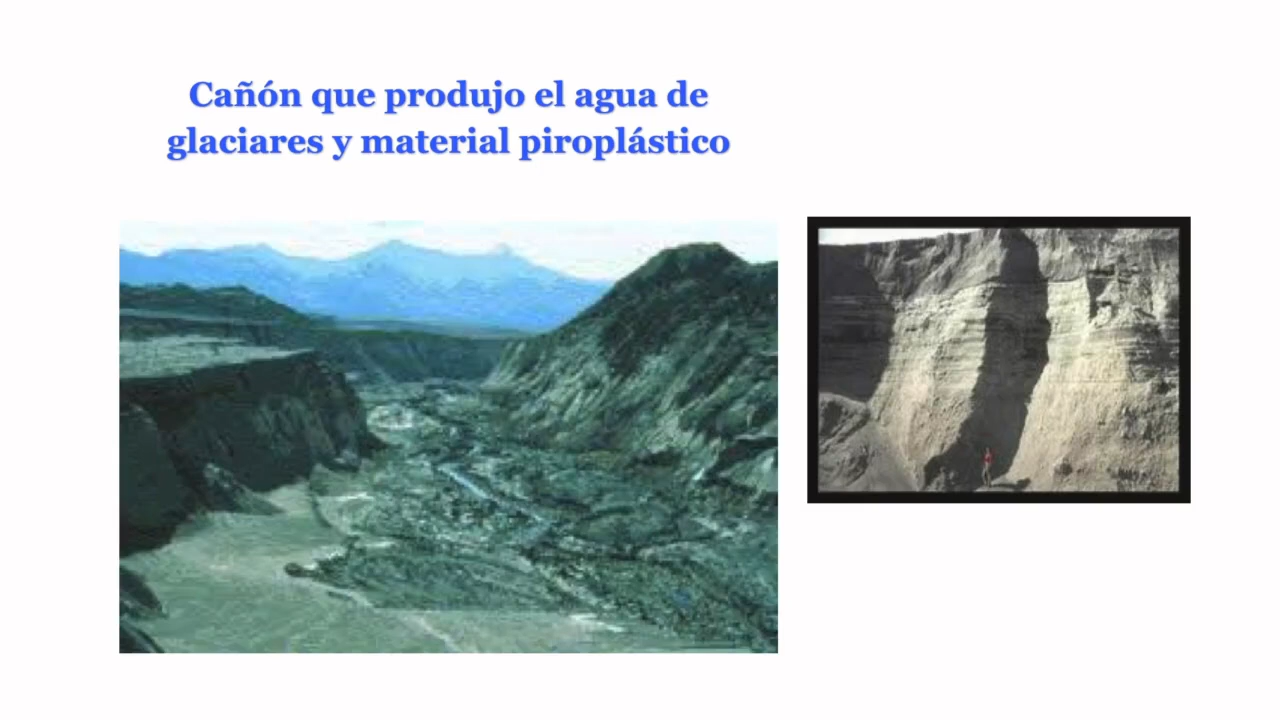 Cañón que produjo el agua de
glaciares y material piroplástico